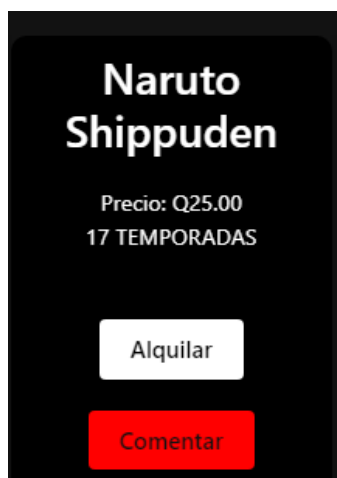 Naruto
Shippuden
Precio: Q25.00
17 TEMPORADAS
Alquilar
Comentar